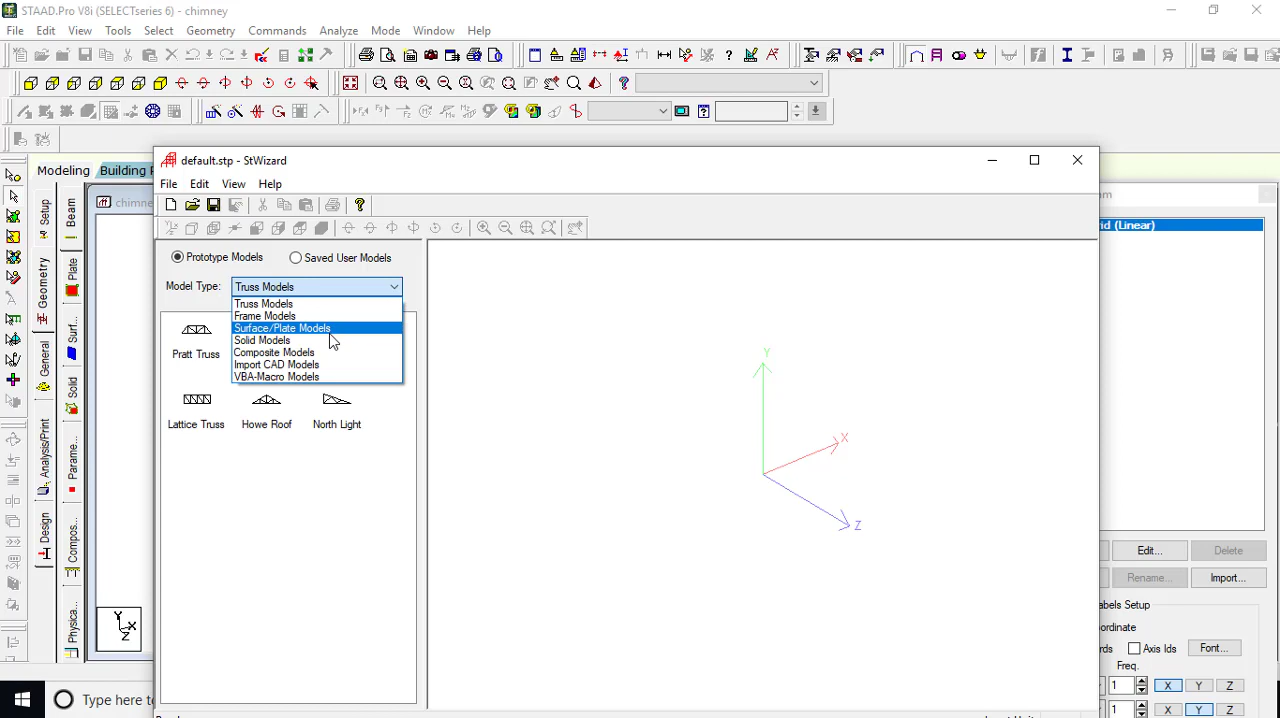 STAAD.Pro V8i (SELECTseries 6) - chimney
File Edit View Tools Select Geometry Commands Analyze Mode Window Help
Modeling Building P
chimney
default.stp - StWizard
File Edit View Help
Prototype Models Saved User Models
Model Type: Truss Models
Truss Models
Frame Models
Surface/Plate Models
Solid Models
Composite Models
Import CAD Models
VBA-Macro Models
Pratt Truss
Lattice Truss Howe Roof North Light
Y
X
Z
Setup
Geometry
General
Analysis/Print
Design
Beam
Plate
Surf...
Solid
Parame...
Compos...
Physica...
Y
X
Z
am
id (Linear)
Edit... Delete
Rename... Import...
abels Setup
oordinate
rds Axis Ids Font...
Freq.
1 X Y Z
1 X Y Z
Type here to